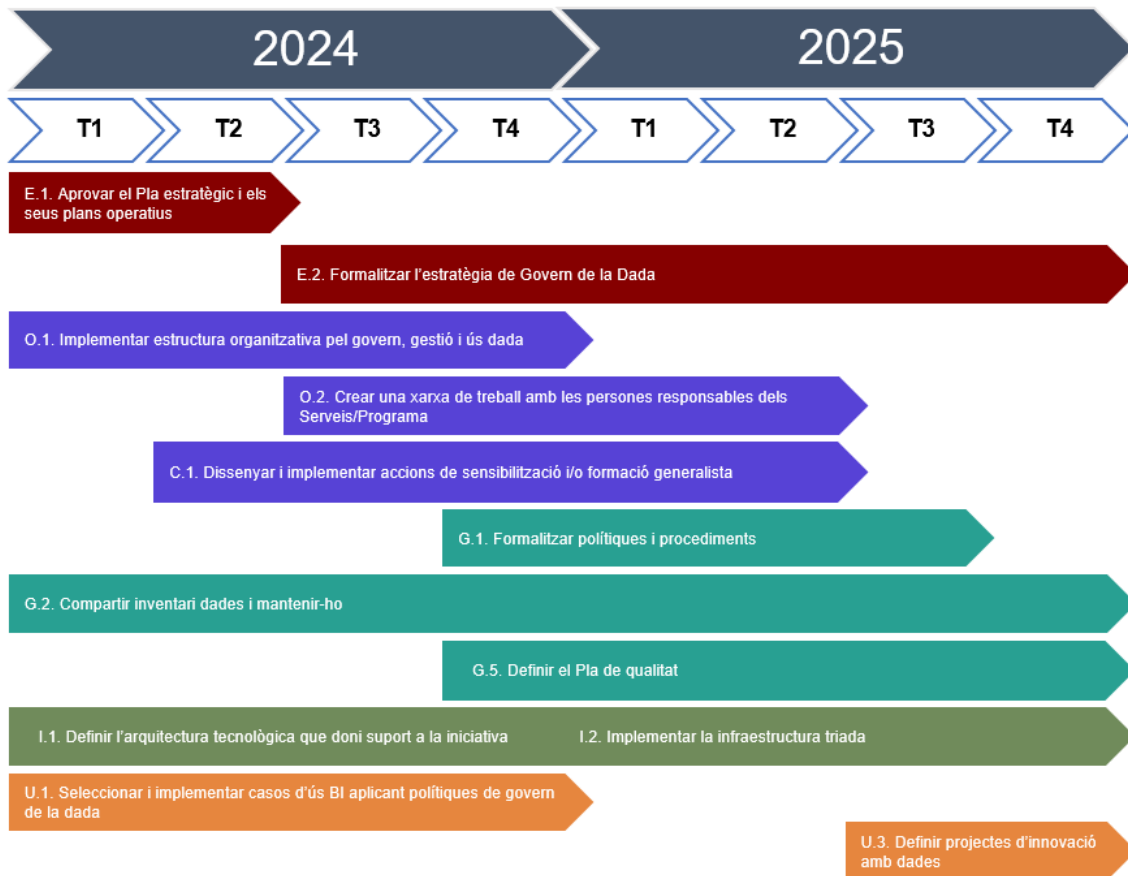 2024
2025
T1
T2
T3
T4
T1
T2
T3
T4
E.1. Aprovar el Pla estratègic i els
seus plans operatius
E.2. Formalitzar l'estratègia de Govern de la Dada
O.1. Implementar estructura organitzativa pel govern, gestió i ús dada
O.2. Crear una xarxa de treball amb les persones responsables dels
Serveis/Programa
C.1. Dissenyar i implementar accions de sensibilització i/o formació generalista
G.1. Formalitzar polítiques i procediments
G.2. Compartir inventari dades i mantenir-ho
G.5. Definir el Pla de qualitat
I.1. Definir l'arquitectura tecnològica que doni suport a la iniciativa
I.2. Implementar la infraestructura triada
U.1. Seleccionar i implementar casos d'ús BI aplicant polítiques de govern
de la dada
U.3. Definir projectes d'innovació
amb dades